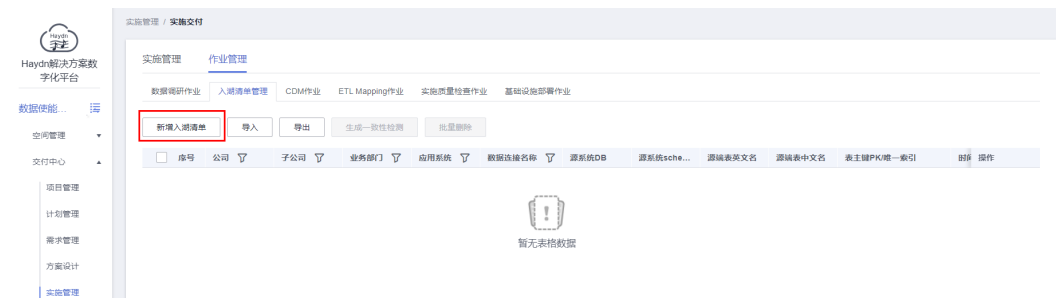 实施管理 / 实施交付
Haydn
Haydn解决方案数
字化平台
数据使能...
空间管理
交付中心
项目管理
计划管理
需求管理
方案设计
实施管理
实施管理 作业管理
数据调研作业 入湖清单管理 CDM作业 ETL Mapping作业 实施质量检查作业 基础设施部署作业
新增入湖清单 导入 导出 生成一致性检测 批量删除
序号 公司 子公司 业务部门 应用系统 数据连接名称 源系统DB 源系统sche... 源端表英文名 源端表中文名 表主键PK/唯一索引 操作
暂无表格数据